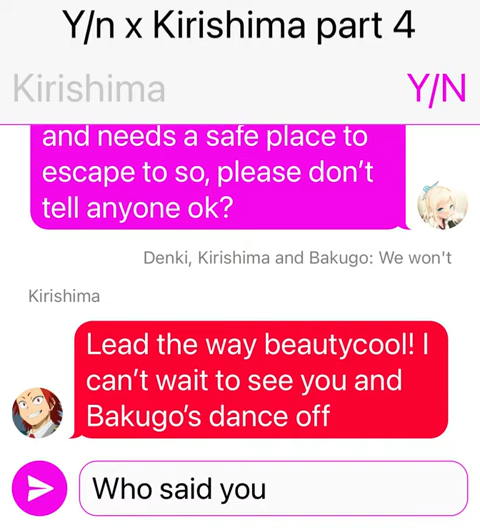 Y/n x Kirishima part 4
Kirishima
Y/N
and needs a safe place to
escape to so, please don't
tell anyone ok?
Denki, Kirishima and Bakugo: We won't
Kirishima
Lead the way beautycool! I
can't wait to see you and
Bakugo's dance off
Who said you